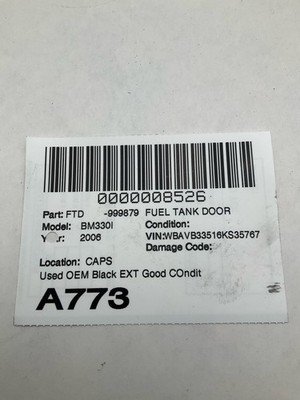 0000008526
Part: FTD -999879 FUEL TANK DOOR
Model: BM330I Condition:
Year: 2006 VIN:WBAVB33516KS35767
Damage Code:
Location: CAPS
Used OEM Black EXT Good COndit
A773